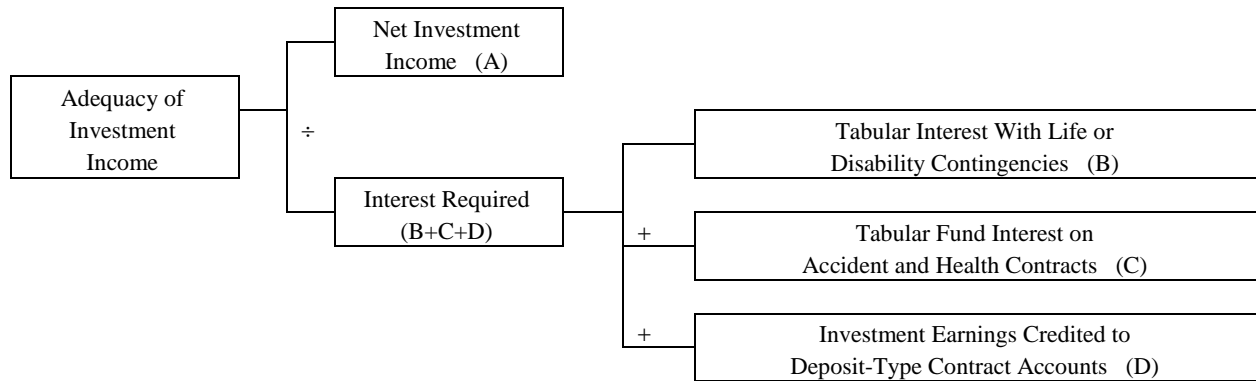 Net Investment
Income (A)
Adequacy of
Investment
Income
÷
Tabular Interest With Life or
Disability Contingencies (B)
Interest Required
(B+C+D)
+
Tabular Fund Interest on
Accident and Health Contracts (C)
+
Investment Earnings Credited to
Deposit-Type Contract Accounts (D)